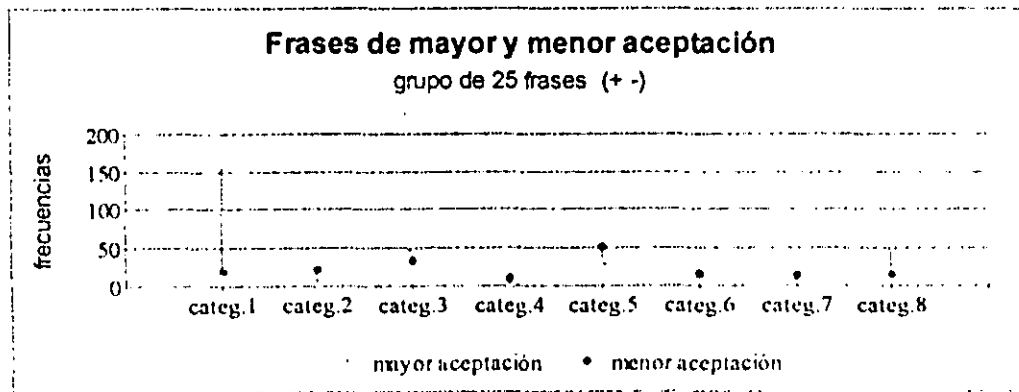 Frases de mayor y menor aceptación
grupo de 25 frases (+ -)
frecuencias
200
150
100
50
0
categ.1 categ.2 categ.3 categ.4 categ.5 categ.6 categ.7 categ.8
mayor aceptación • menor aceptación